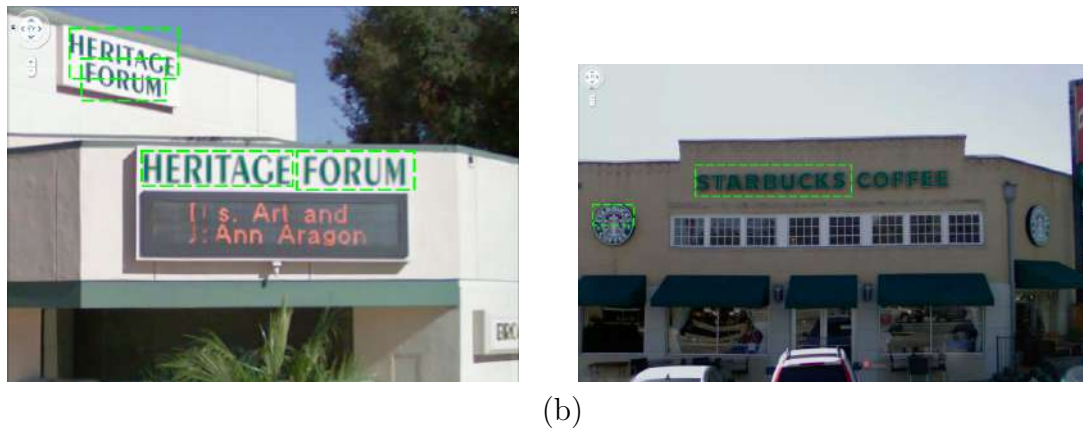 HERITAGE
FORUM
HERITAGE FORUM
s. Art and
: Ann Aragon
STARBUCKS COFFEE
(b)